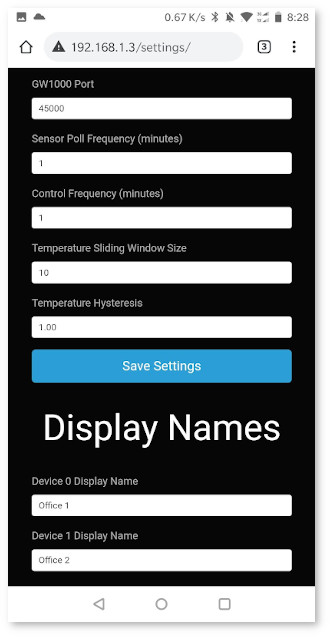 0.67 K/s 8:28
192.168.1.3/settings/ 3
GW1000 Port
45000
Sensor Poll Frequency (minutes)
1
Control Frequency (minutes)
1
Temperature Sliding Window Size
10
Temperature Hysteresis
1.00
Save Settings
Display Names
Device 0 Display Name
Office 1
Device 1 Display Name
Office 2